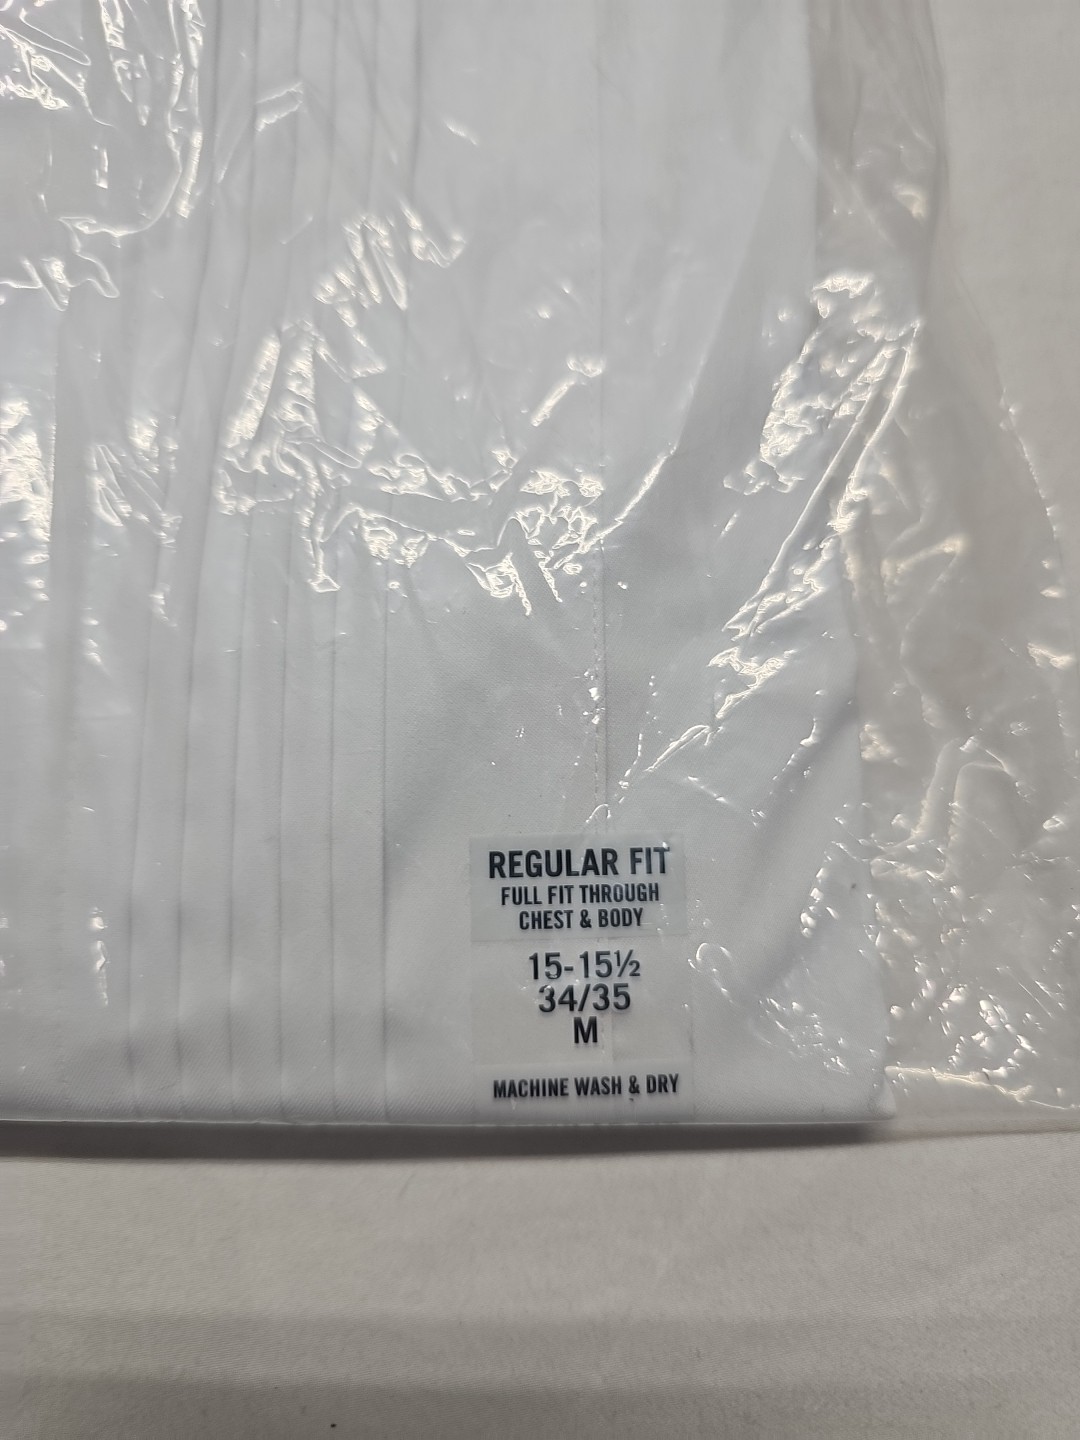 REGULAR FIT
FULL FIT THROUGH
CHEST & BODY
15-15½
34/35
M
MACHINE WASH & DRY